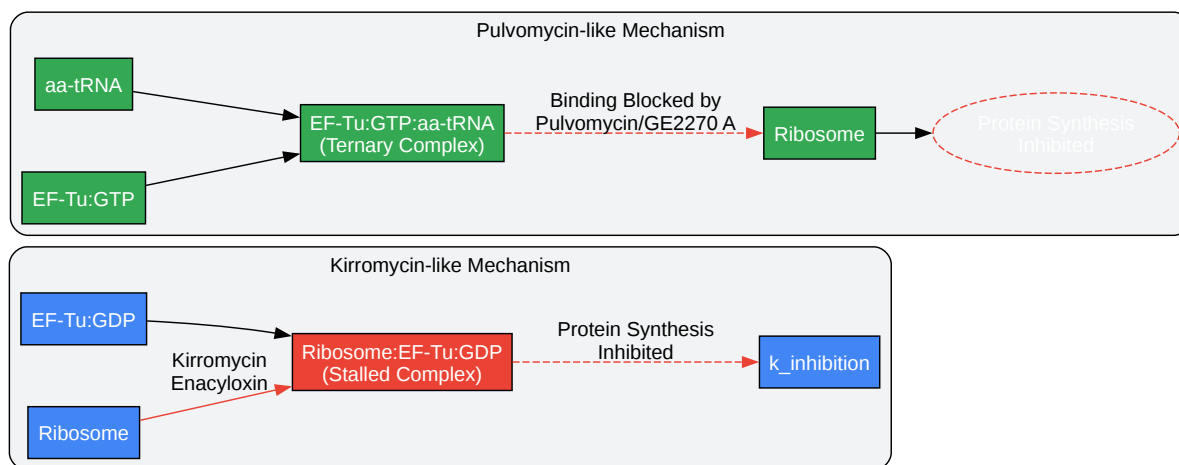 Pulvomycin-like Mechanism
aa-tRNA
EF-Tu:GTP
EF-Tu:GTP:aa-tRNA
(Ternary Complex)
Binding Blocked by
Pulvomycin/GE2270 A
Ribosome
Protein Synthesis
Inhibited
Kirromycin-like Mechanism
EF-Tu:GDP
Kirromycin
Enacyloxin
Ribosome
Ribosome:EF-Tu:GDP
(Stalled Complex)
Protein Synthesis
Inhibited
k_inhibition